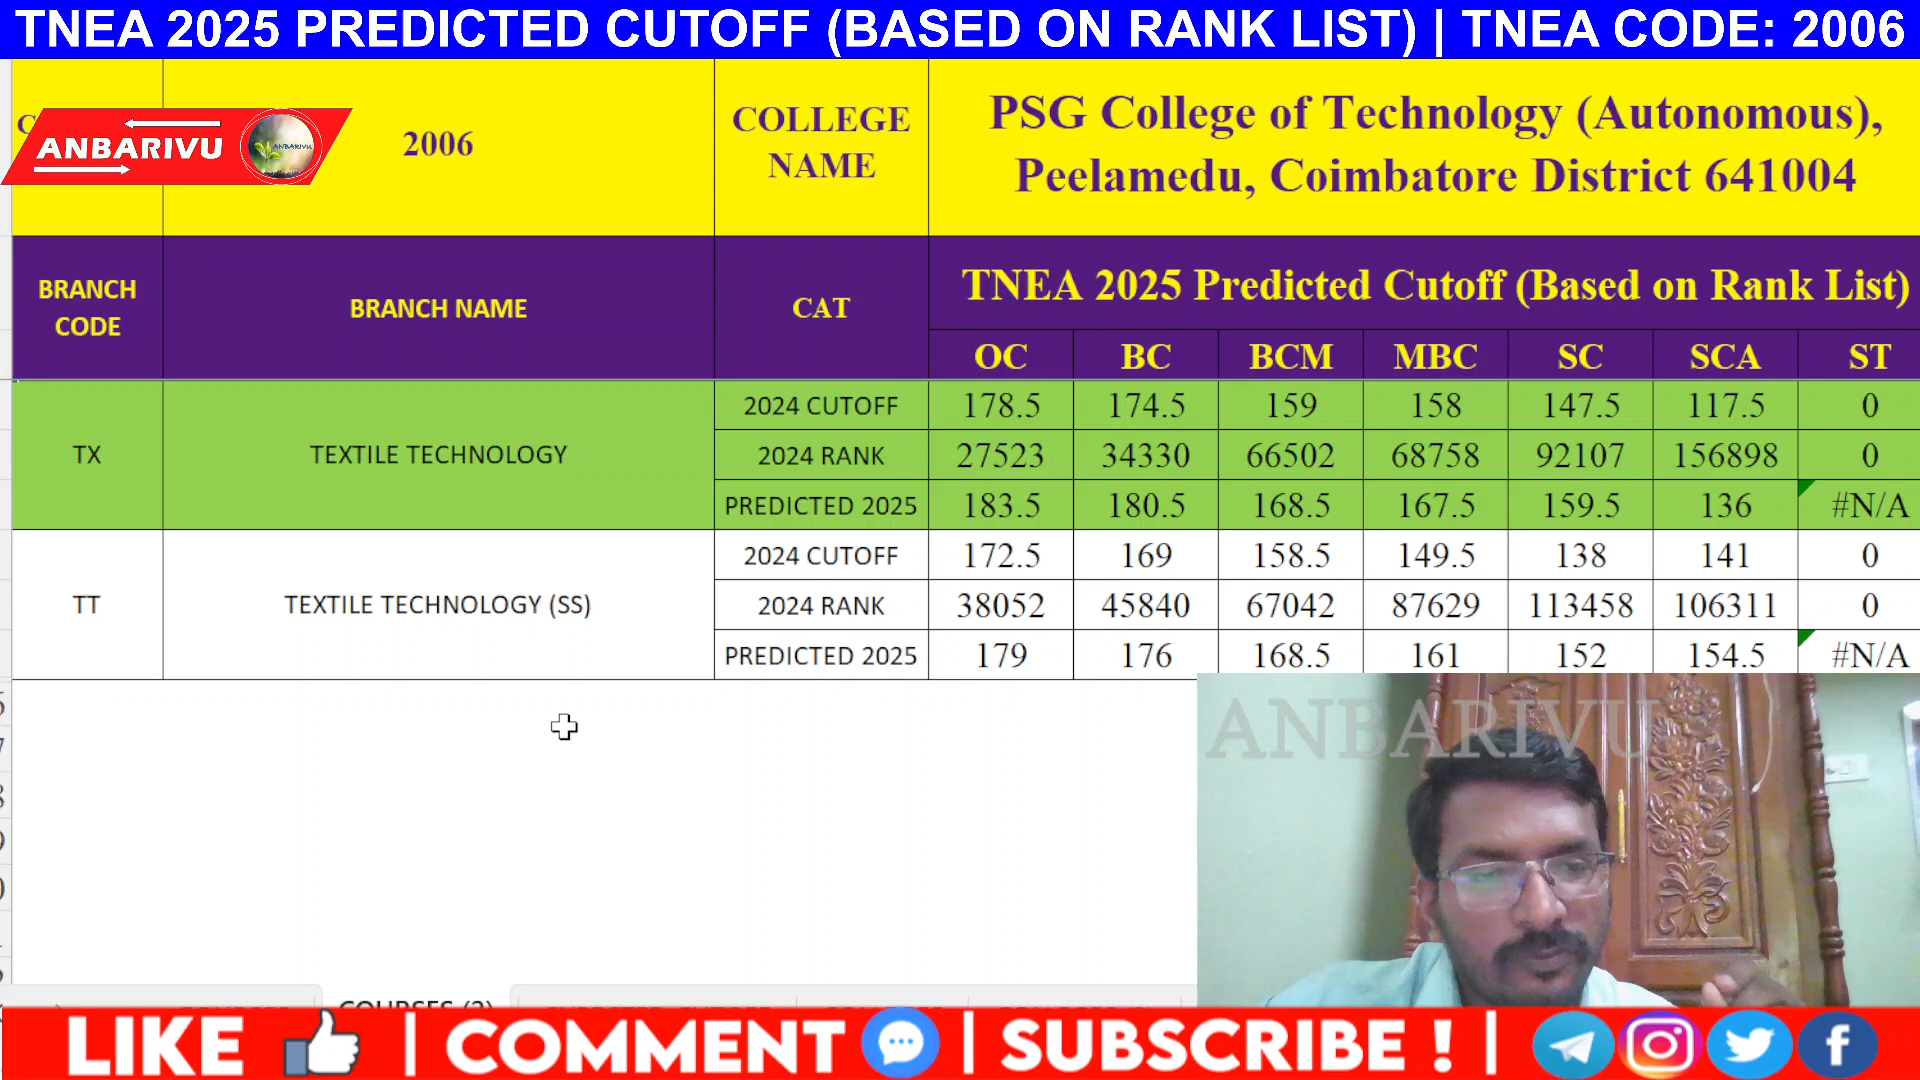 TNEA 2025 PREDICTED CUTOFF (BASED ON RANK LIST) | TNEA CODE: 2006
ANBARIVU
ANBARIVU
2006
COLLEGE NAME
PSG College of Technology (Autonomous),
Peelamedu, Coimbatore District 641004
BRANCH CODE
BRANCH NAME
CAT
TNEA 2025 Predicted Cutoff (Based on Rank List)
OC BC BCM MBC SC SCA ST
TX TEXTILE TECHNOLOGY
2024 CUTOFF 178.5 174.5 159 158 147.5 117.5 0
2024 RANK 27523 34330 66502 68758 92107 156898 0
PREDICTED 2025 183.5 180.5 168.5 167.5 159.5 136 #N/A
TT TEXTILE TECHNOLOGY (SS)
2024 CUTOFF 172.5 169 158.5 149.5 138 141 0
2024 RANK 38052 45840 67042 87629 113458 106311 0
PREDICTED 2025 179 176 168.5 161 152 154.5 #N/A
ANBARIVU
COURSES (2)
LIKE | COMMENT | SUBSCRIBE ! |